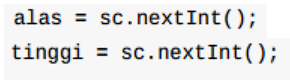 alas = sc.nextInt();
tinggi = sc.nextInt();